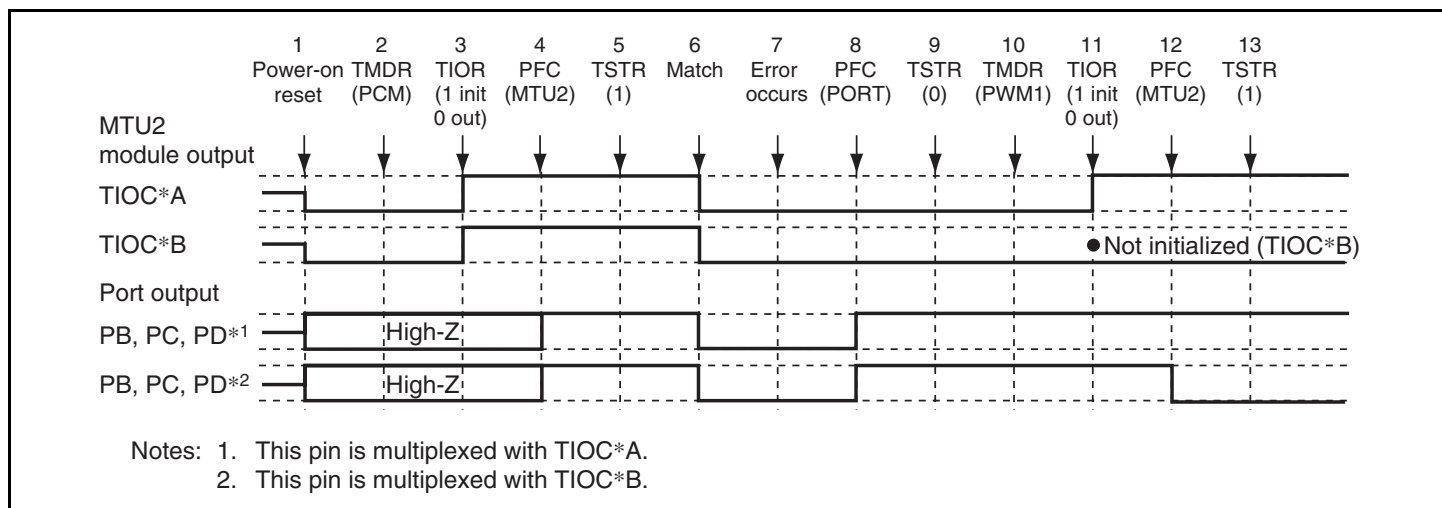 1 2 3 4 5 6 7 8 9 10 11 12 13
Power-on TMDR TIOR PFC TSTR Match Error PFC TSTR TMDR TIOR PFC TSTR
reset (PCM) (1 init (MTU2) (1) occurs (PORT) (0) (PWM1) (1 init (MTU2) (1)
0 out) 0 out)
MTU2
module output
TIOC*A
TIOC*B
●Not initialized (TIOC*B)
Port output
PB, PC, PD*1 High-Z
PB, PC, PD*2 High-Z
Notes: 1. This pin is multiplexed with TIOC*A.
2. This pin is multiplexed with TIOC*B.